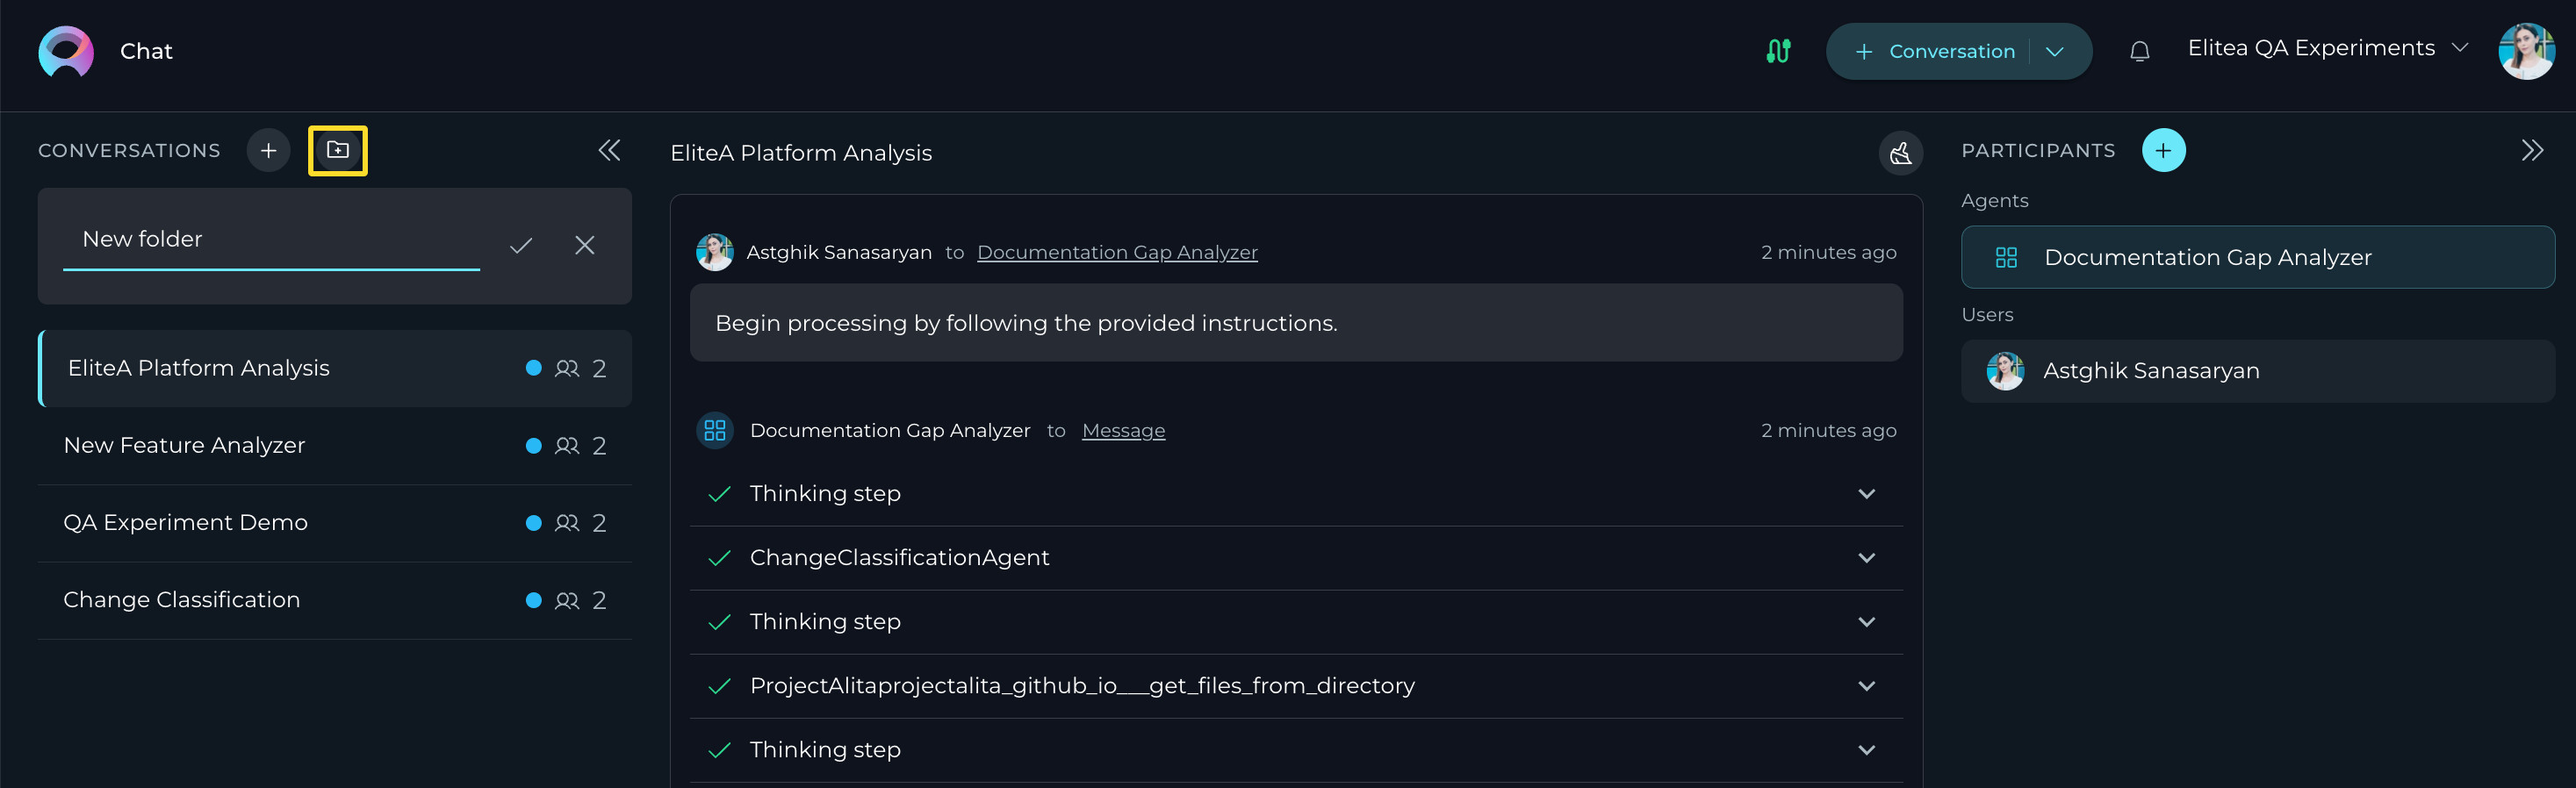 Chat
Conversation
Elitea QA Experiments
CONVERSATIONS
New folder
EliteA Platform Analysis 2
New Feature Analyzer 2
QA Experiment Demo 2
Change Classification 2
EliteA Platform Analysis
Astghik Sanasaryan to Documentation Gap Analyzer 2 minutes ago
Begin processing by following the provided instructions.
Documentation Gap Analyzer to Message 2 minutes ago
Thinking step
ChangeClassificationAgent
Thinking step
ProjectAlitaprojectalita_github_io___get_files_from_directory
Thinking step
PARTICIPANTS
Agents
Documentation Gap Analyzer
Users
Astghik Sanasaryan